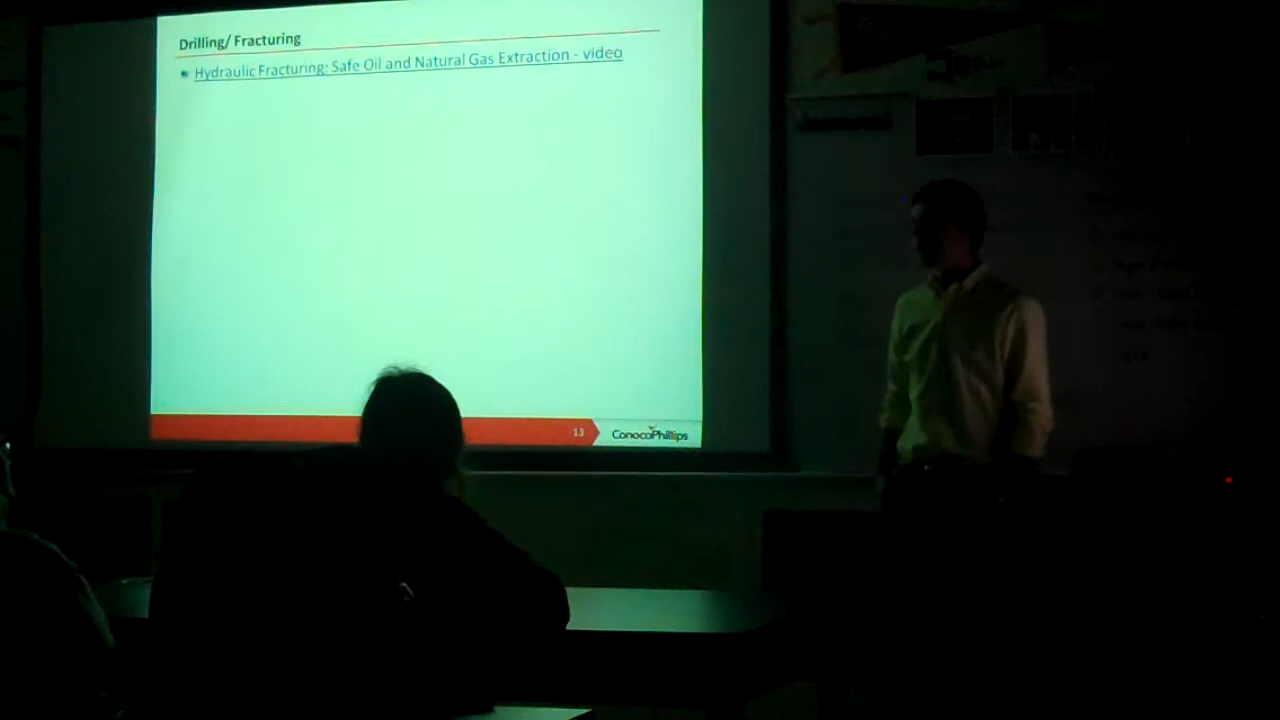 Drilling/ Fracturing
Hydraulic Fracturing: Safe Oil and Natural Gas Extraction - video
13
ConocoPhillips